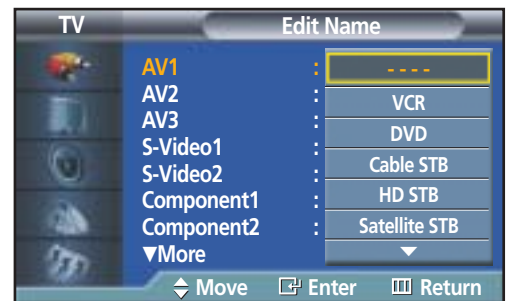 TV Edit Name
AV1 : - - - -
AV2 : VCR
AV3 : DVD
S-Video1 : Cable STB
S-Video2 : HD STB
Component1 : Satellite STB
Component2 :
▼More ▼
Move Enter Return